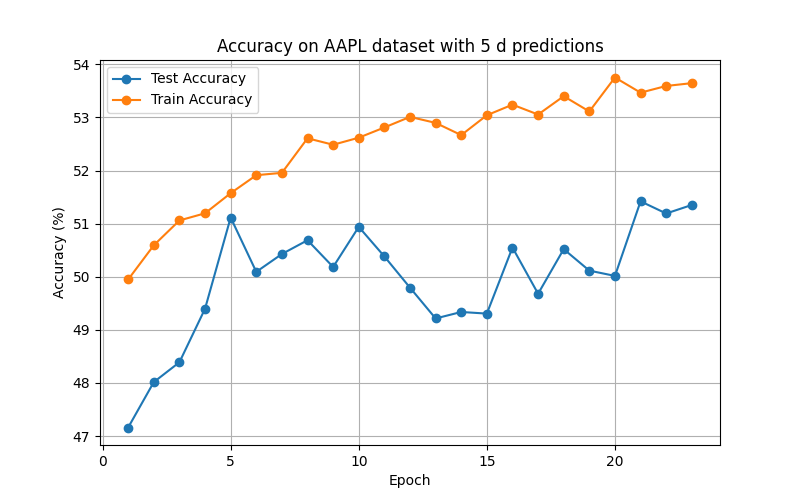 Accuracy on AAPL dataset with 5 d predictions
Test Accuracy
Train Accuracy
Accuracy (%)
54
53
52
51
50
49
48
47
0 5 10 15 20
Epoch